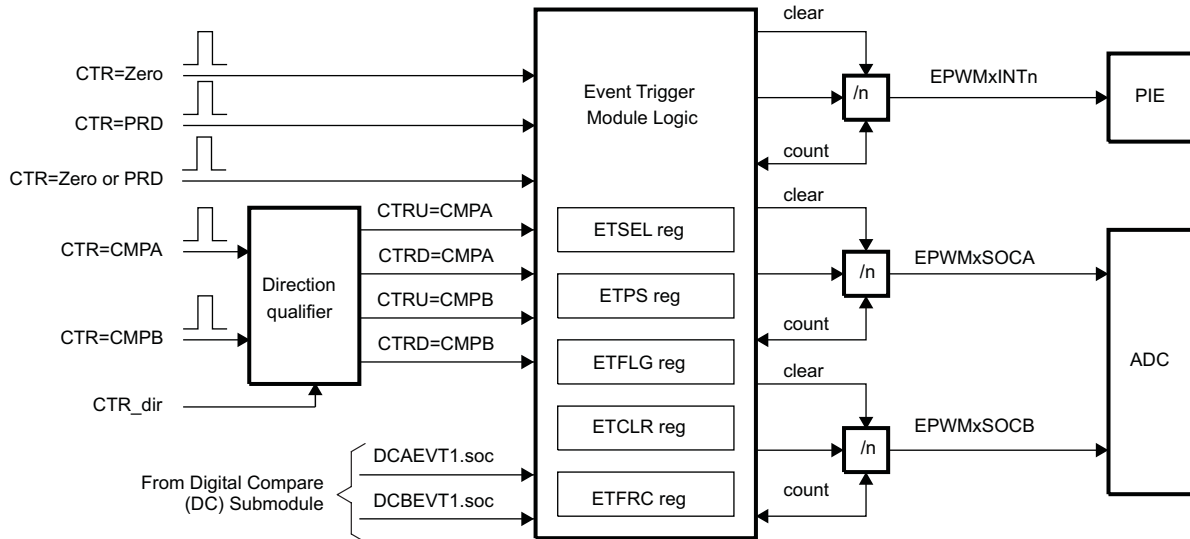 CTR=Zero
CTR=PRD
CTR=Zero or PRD
CTR=CMPA
CTR=CMPB
CTR_dir
Direction
qualifier
CTRU=CMPA
CTRD=CMPA
CTRU=CMPB
CTRD=CMPB
From Digital Compare
(DC) Submodule
DCAEVT1.soc
DCBEVT1.soc
Event Trigger
Module Logic
ETSEL reg
ETPS reg
ETFLG reg
ETCLR reg
ETFRC reg
clear
/n
count
EPWMxINTn
PIE
clear
/n
count
EPWMxSOCA
clear
/n
count
EPWMxSOCB
ADC